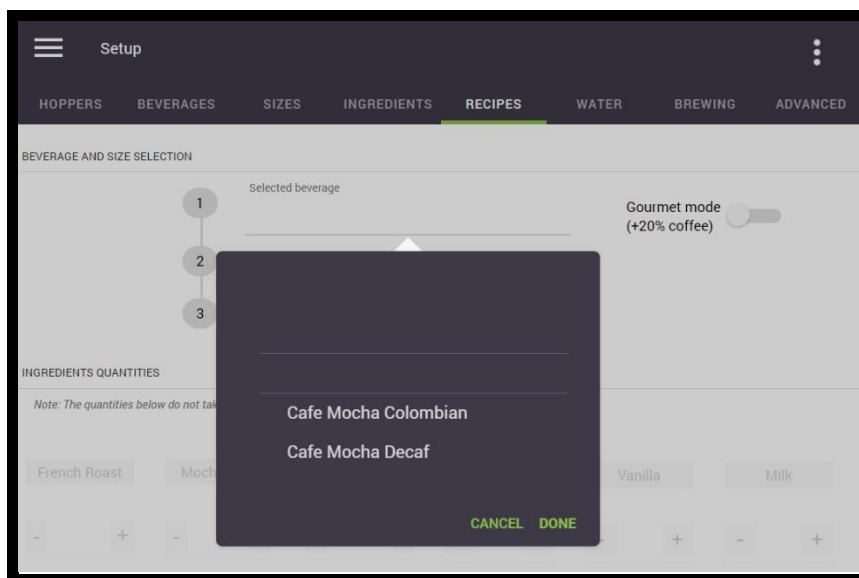 Setup
HOPPERS BEVERAGES SIZES INGREDIENTS RECIPES WATER BREWING ADVANCED
BEVERAGE AND SIZE SELECTION
1
Selected beverage
Gourmet mode
(+20% coffee)
2
3
Cafe Mocha Colombian
Cafe Mocha Decaf
CANCEL DONE
INGREDIENTS QUANTITIES
Note: The quantities below do not
French Roast Vanilla Milk
- + - + - +